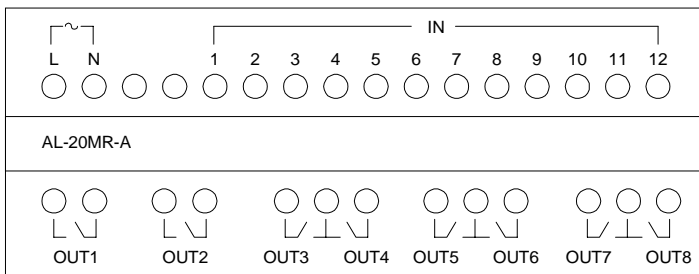 IN
L N 1 2 3 4 5 6 7 8 9 10 11 12
AL-20MR-A
OUT1 OUT2 OUT3 OUT4 OUT5 OUT6 OUT7 OUT8